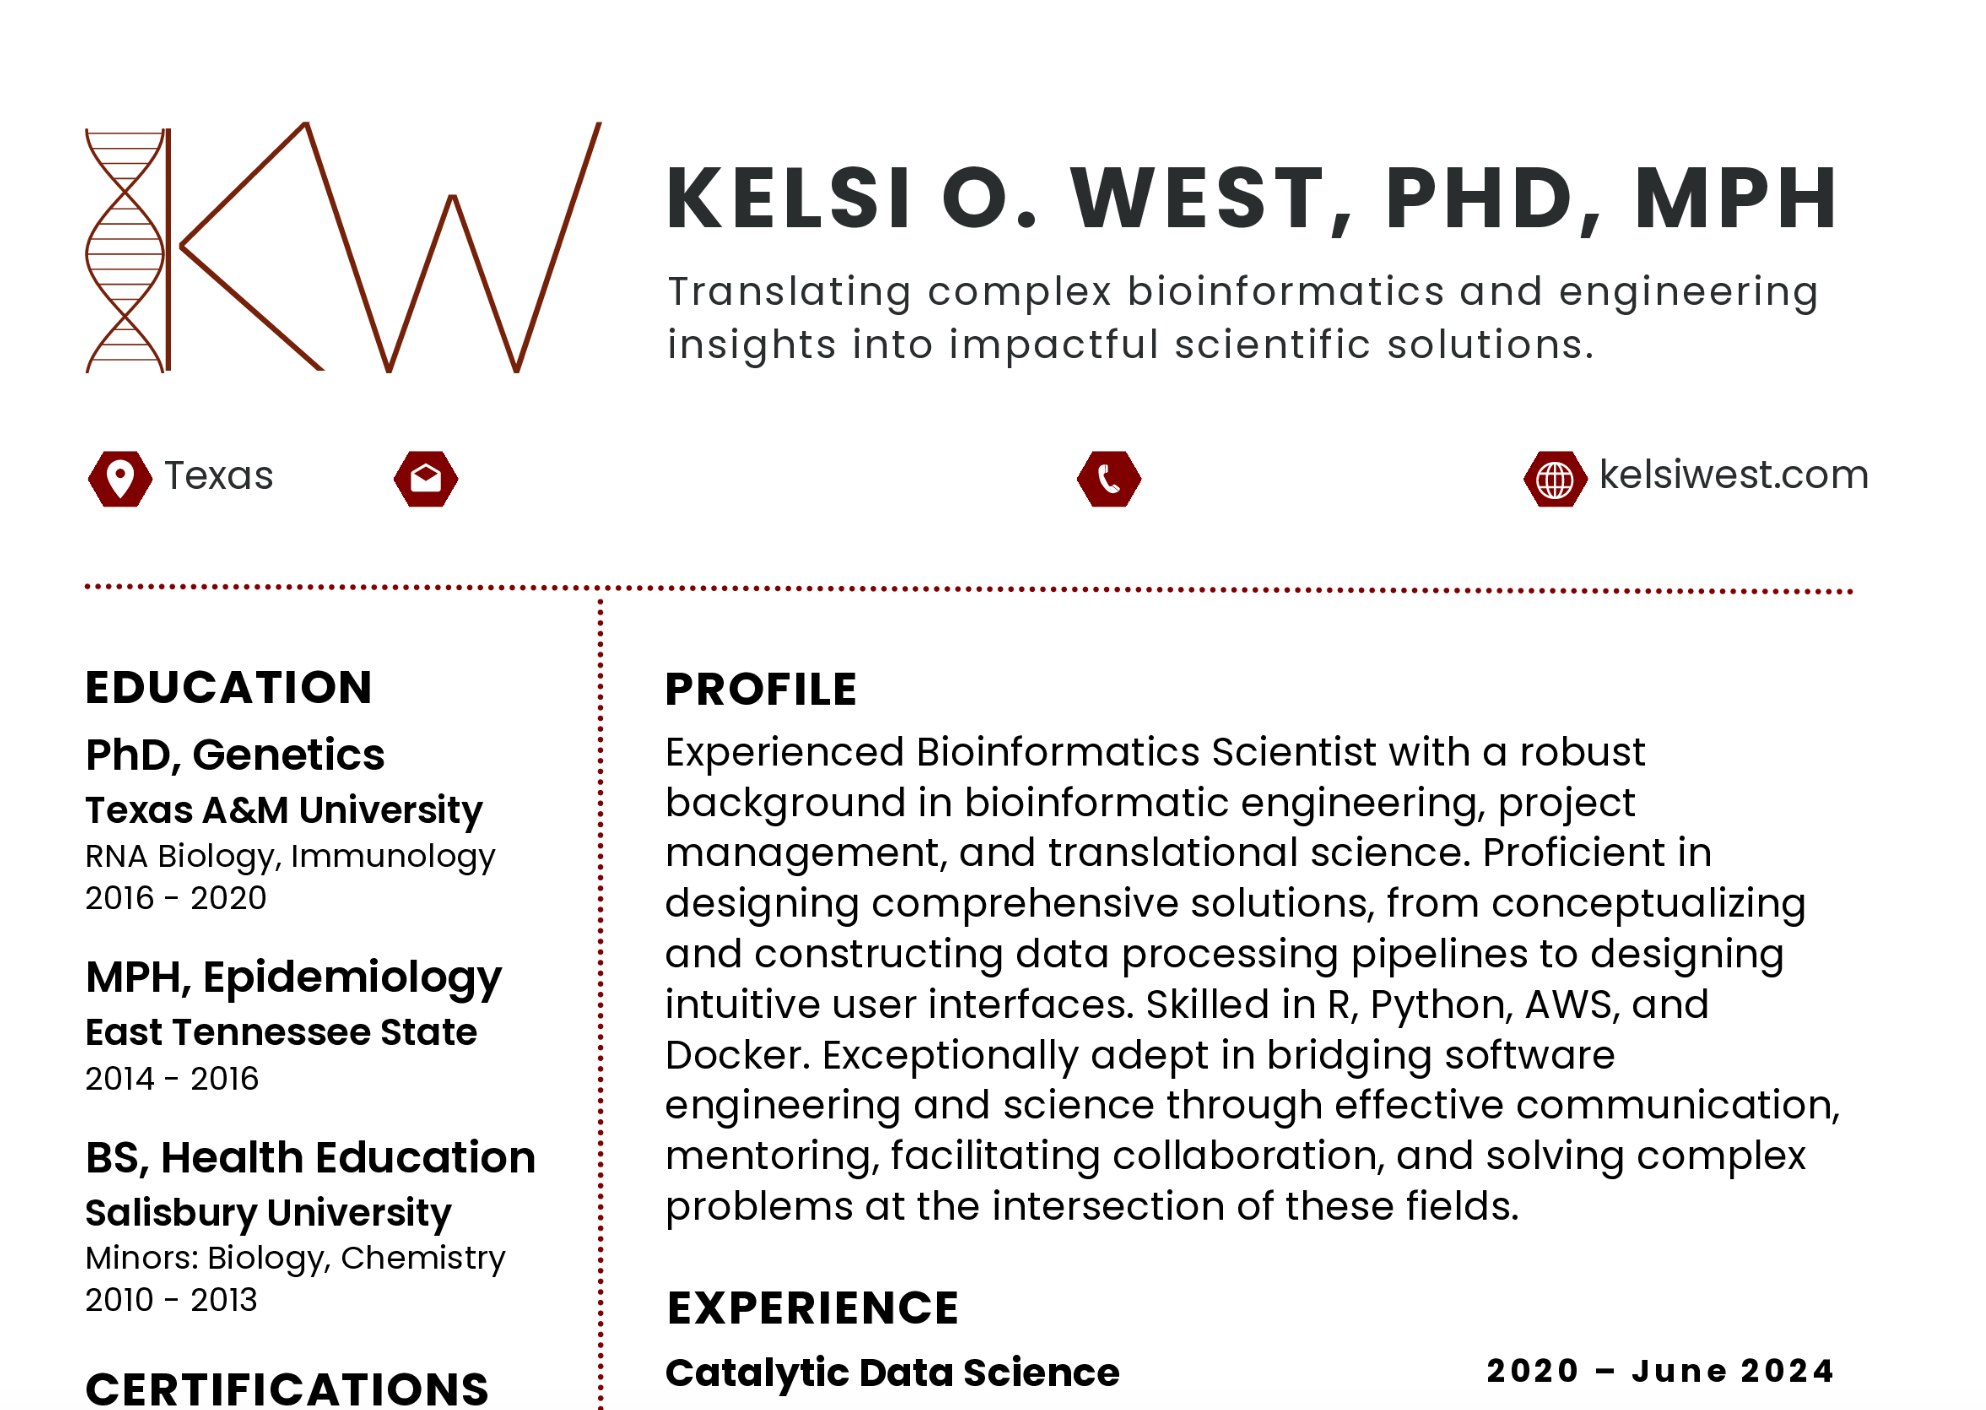 KW
KELSI O. WEST, PHD, MPH
Translating complex bioinformatics and engineering
insights into impactful scientific solutions.
Texas
kelsiwest.com
EDUCATION
PhD, Genetics
Texas A&M University
RNA Biology, Immunology
2016 - 2020
MPH, Epidemiology
East Tennessee State
2014 - 2016
BS, Health Education
Salisbury University
Minors: Biology, Chemistry
2010 - 2013
CERTIFICATIONS
PROFILE
Experienced Bioinformatics Scientist with a robust
background in bioinformatic engineering, project
management, and translational science. Proficient in
designing comprehensive solutions, from conceptualizing
and constructing data processing pipelines to designing
intuitive user interfaces. Skilled in R, Python, AWS, and
Docker. Exceptionally adept in bridging software
engineering and science through effective communication,
mentoring, facilitating collaboration, and solving complex
problems at the intersection of these fields.
EXPERIENCE
Catalytic Data Science
2020 – June 2024